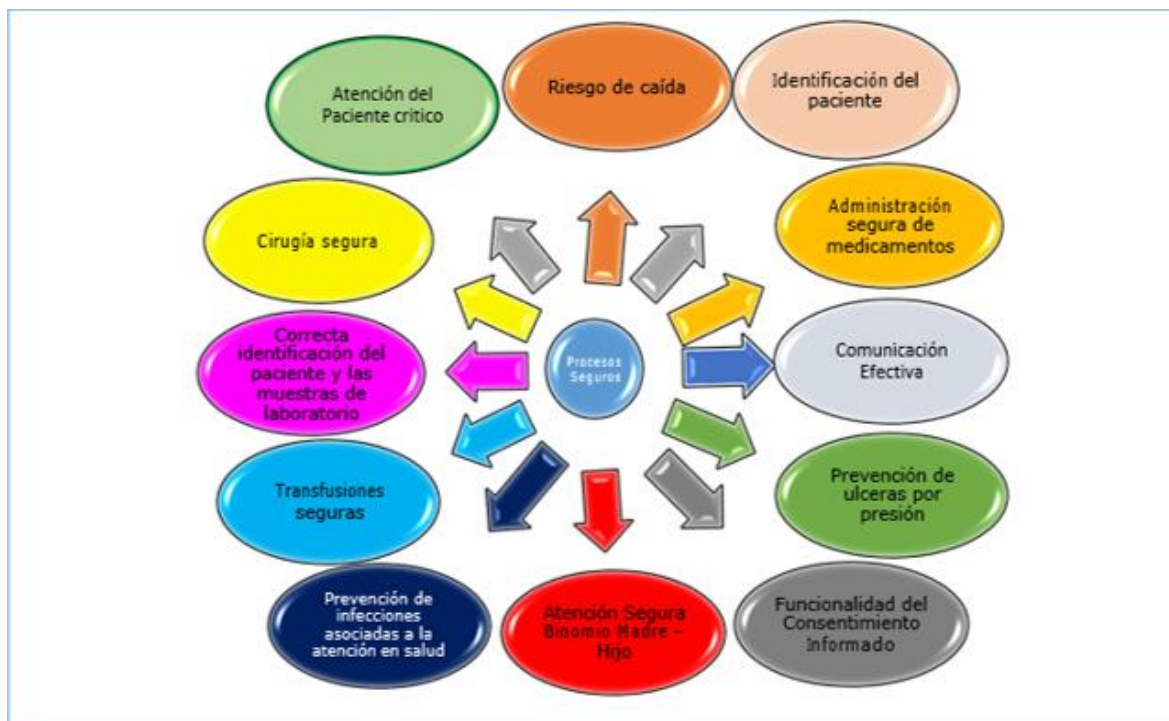 Atención del
Paciente critico
Riesgo de caída
Identificación del
paciente
Cirugía segura
Administración
segura de
medicamentos
Correcta
identificación del
paciente y las
muestras de
laboratorio
Procesos
Seguros
Comunicación
Efectiva
Transfusiones
seguras
Prevención de
ulceras por
presión
Prevención de
infecciones
asociadas a la
atención en salud
Atención Segura
Binomio Madre –
Hijo
Funcionalidad del
Consentimiento
Informado